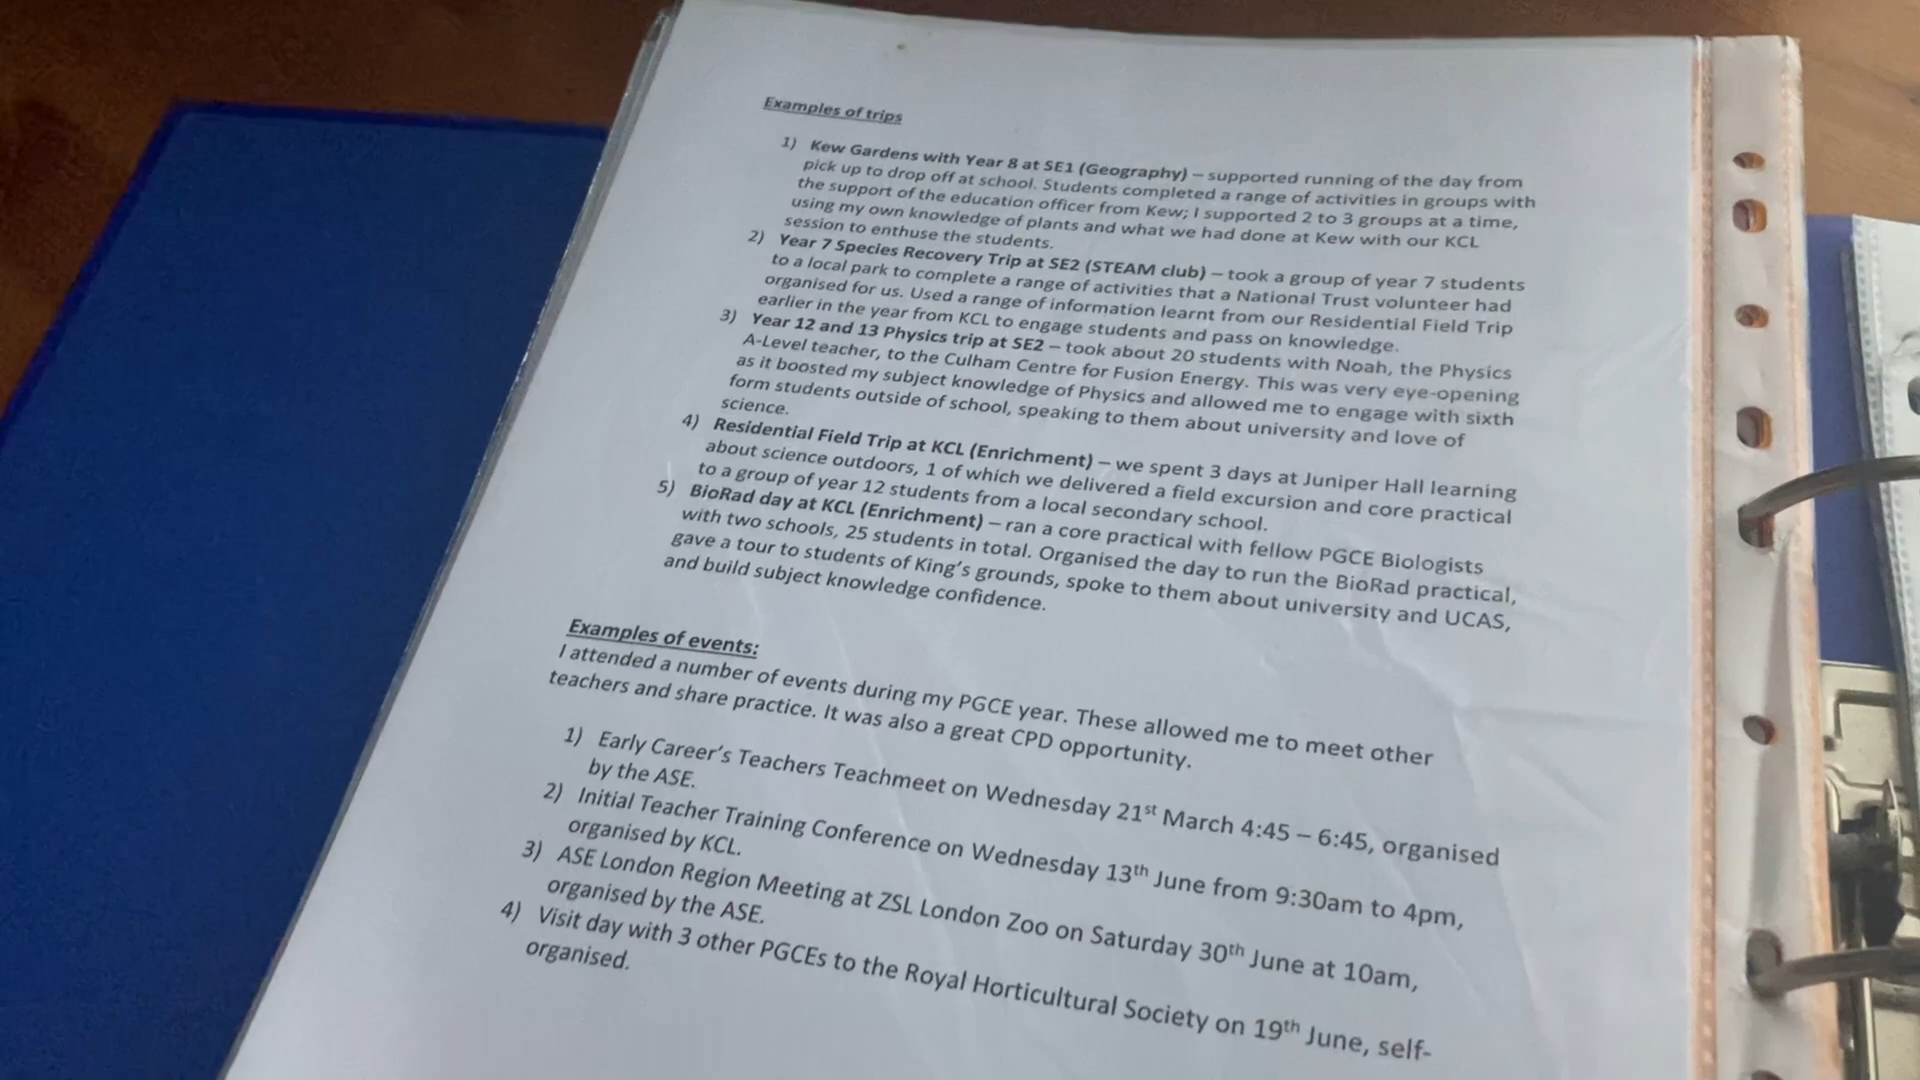 Examples of trips
1) Kew Gardens with Year 8 at SE1 (Geography) – supported running of the day from
pick up to drop off at school. Students completed a range of activities in groups with
the support of the education officer from Kew; I supported 2 to 3 groups at a time,
using my own knowledge of plants and what we had done at Kew with our KCL
session to enthuse the students.
2) Year 7 Species Recovery Trip at SE2 (STEAM club) – took a group of year 7 students
to a local park to complete a range of activities that a National Trust volunteer had
organised for us. Used a range of information learnt from our Residential Field Trip
earlier in the year from KCL to engage students and pass on knowledge.
3) Year 12 and 13 Physics trip at SE2 – took about 20 students with Noah, the Physics
A-Level teacher, to the Culham Centre for Fusion Energy. This was very eye-opening
as it boosted my subject knowledge of Physics and allowed me to engage with sixth
form students outside of school, speaking to them about university and love of
science.
4) Residential Field Trip at KCL (Enrichment) – we spent 3 days at Juniper Hall learning
about science outdoors, 1 of which we delivered a field excursion and core practical
to a group of year 12 students from a local secondary school.
5) BioRad day at KCL (Enrichment) – ran a core practical with fellow PGCE Biologists
with two schools, 25 students in total. Organised the day to run the BioRad practical,
gave a tour to students of King's grounds, spoke to them about university and UCAS,
and build subject knowledge confidence.
Examples of events:
I attended a number of events during my PGCE year. These allowed me to meet other
teachers and share practice. It was also a great CPD opportunity.
1) Early Career's Teachers Teachmeet on Wednesday 21st March 4:45 – 6:45, organised
by the ASE.
2) Initial Teacher Training Conference on Wednesday 13th June from 9:30am to 4pm,
organised by KCL.
3) ASE London Region Meeting at ZSL London Zoo on Saturday 30th June at 10am,
organised by the ASE.
4) Visit day with 3 other PGCEs to the Royal Horticultural Society on 19th June, self-
organised.